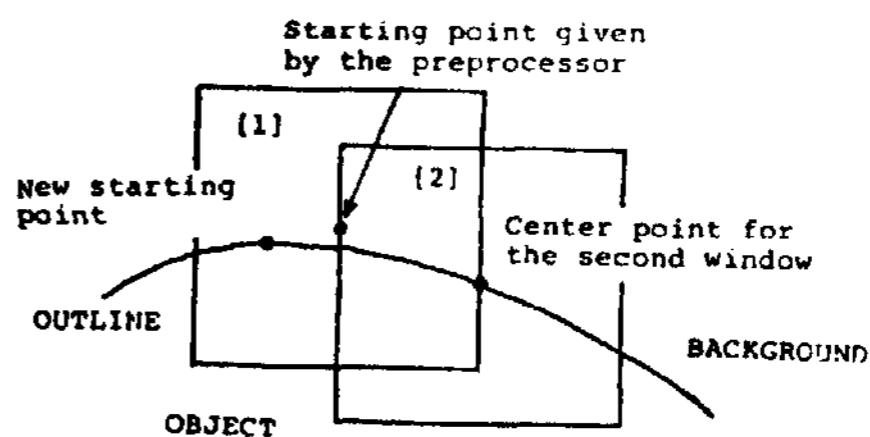 Starting point given
by the preprocessor
[1]
[2]
New starting
point
Center point for
the second window
OUTLINE
BACKGROUND
OBJECT